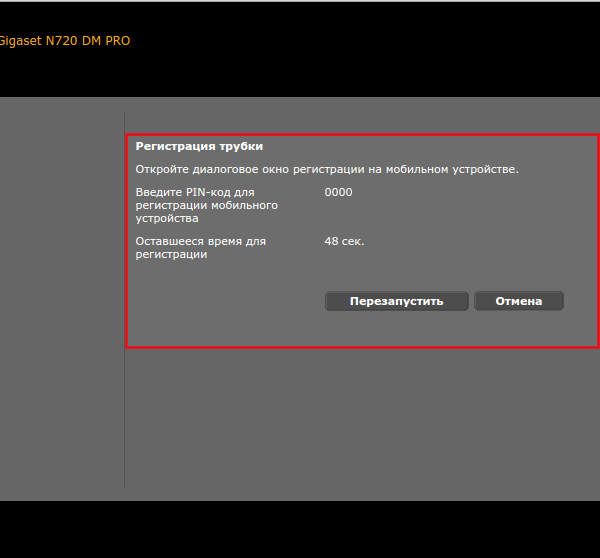 Gigaset N720 DM PRO
Регистрация трубки
Откройте диалоговое окно регистрации на мобильном устройстве.
Введите PIN-код для 0000
регистрации мобильного
устройства
Оставшееся время для 48 сек.
регистрации
Перезапустить Отмена